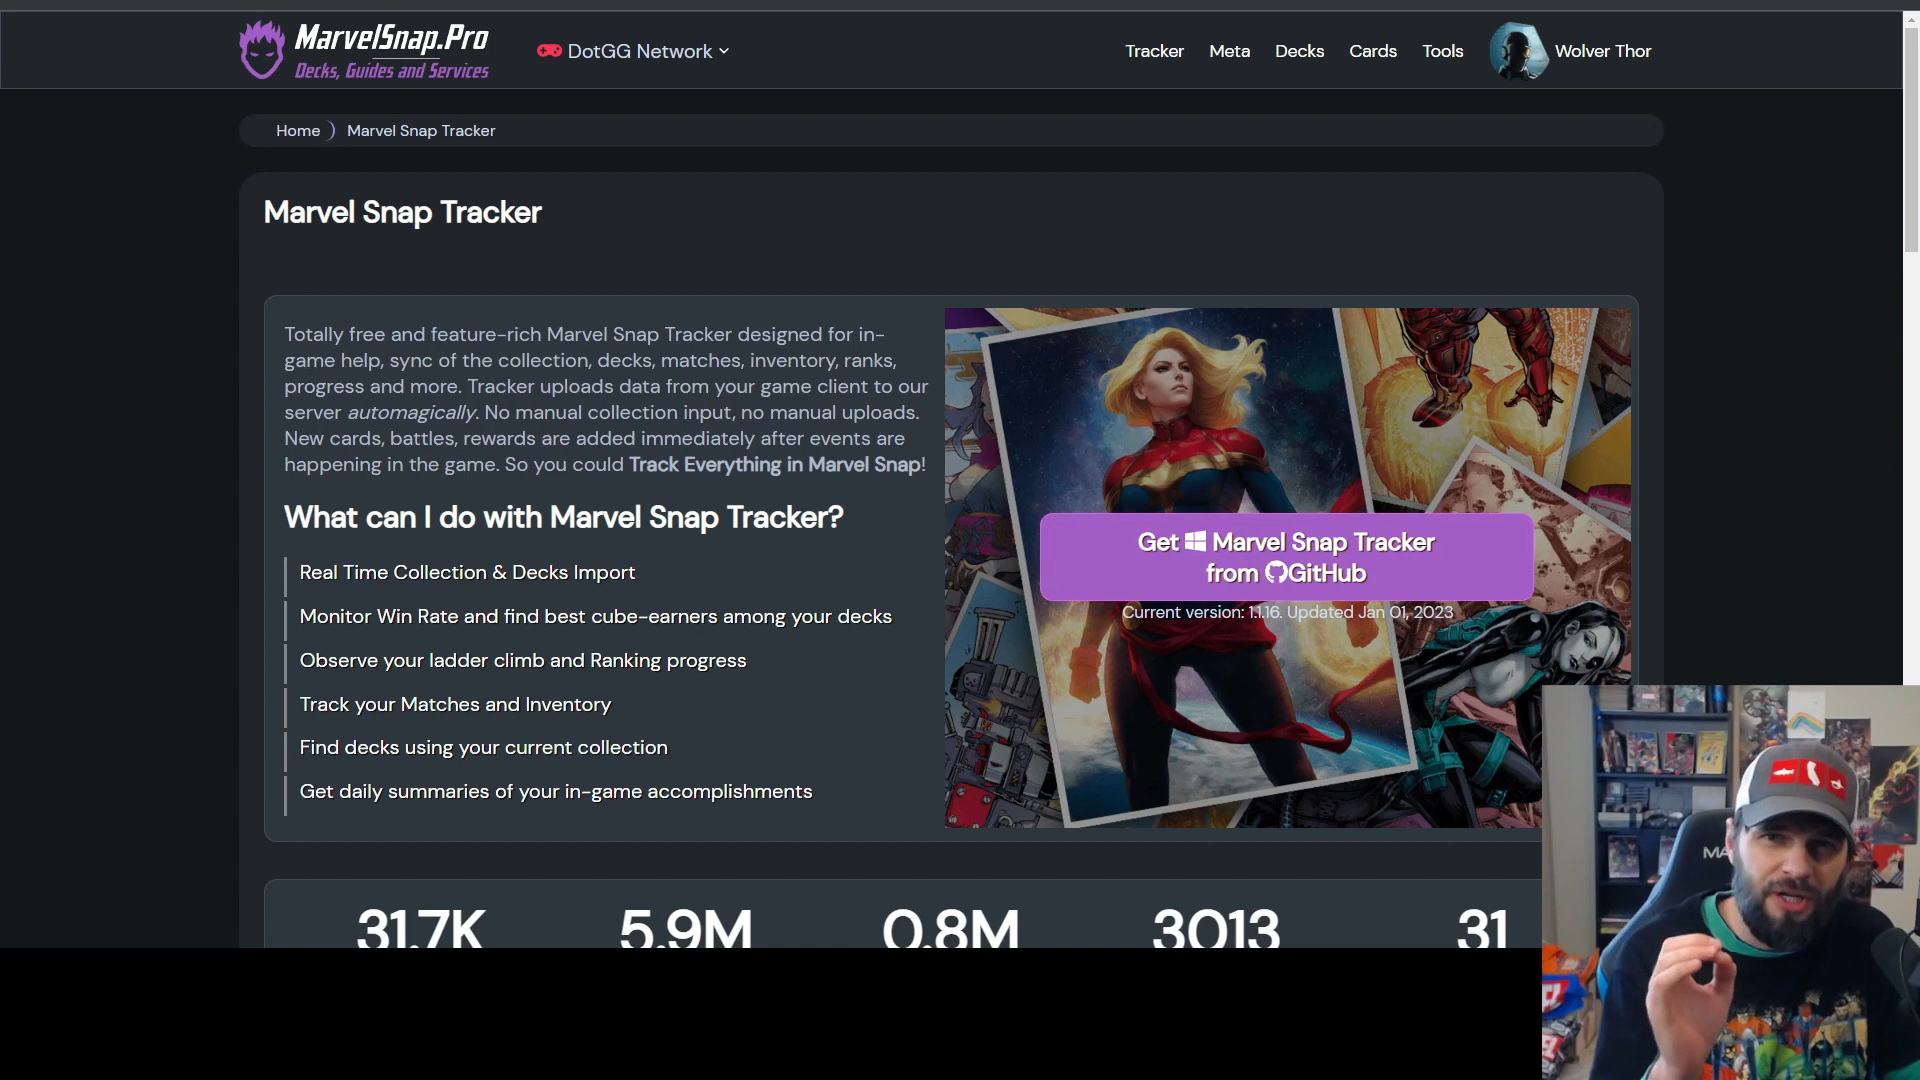 MarvelSnap.Pro
Decks, Guides and Services
DotGG Network
Tracker
Meta
Decks
Cards
Tools
Wolver Thor
Home
Marvel Snap Tracker
Marvel Snap Tracker
Totally free and feature-rich Marvel Snap Tracker designed for in-
game help, sync of the collection, decks, matches, inventory, ranks,
progress and more. Tracker uploads data from your game client to our
server automagically. No manual collection input, no manual uploads.
New cards, battles, rewards are added immediately after events are
happening in the game. So you could Track Everything in Marvel Snap!
What can I do with Marvel Snap Tracker?
Real Time Collection & Decks Import
Monitor Win Rate and find best cube-earners among your decks
Observe your ladder climb and Ranking progress
Track your Matches and Inventory
Find decks using your current collection
Get daily summaries of your in-game accomplishments
Get Marvel Snap Tracker
from GitHub
Current version: 1.1.16. Updated Jan 01, 2023
31.7K
5.9M
0.8M
3013
31